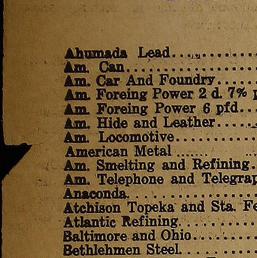 Ahumada Lead........
Am. Can..............
Am. Car And Foundry....
Am. Foreing Power 2 d. 7% p
Am. Foreing Power 6 pfd...
Am. Hide and Leather.....
Am. Locomotive..........
American Metal..........
Am. Smelting and Refining.
Am. Telephone and Telegrap
Anaconda................
Atchison Topeka and Sta. Fe
Atlantic Refining.........
Baltimore and Ohio.......
Bethlehmen Steel.........